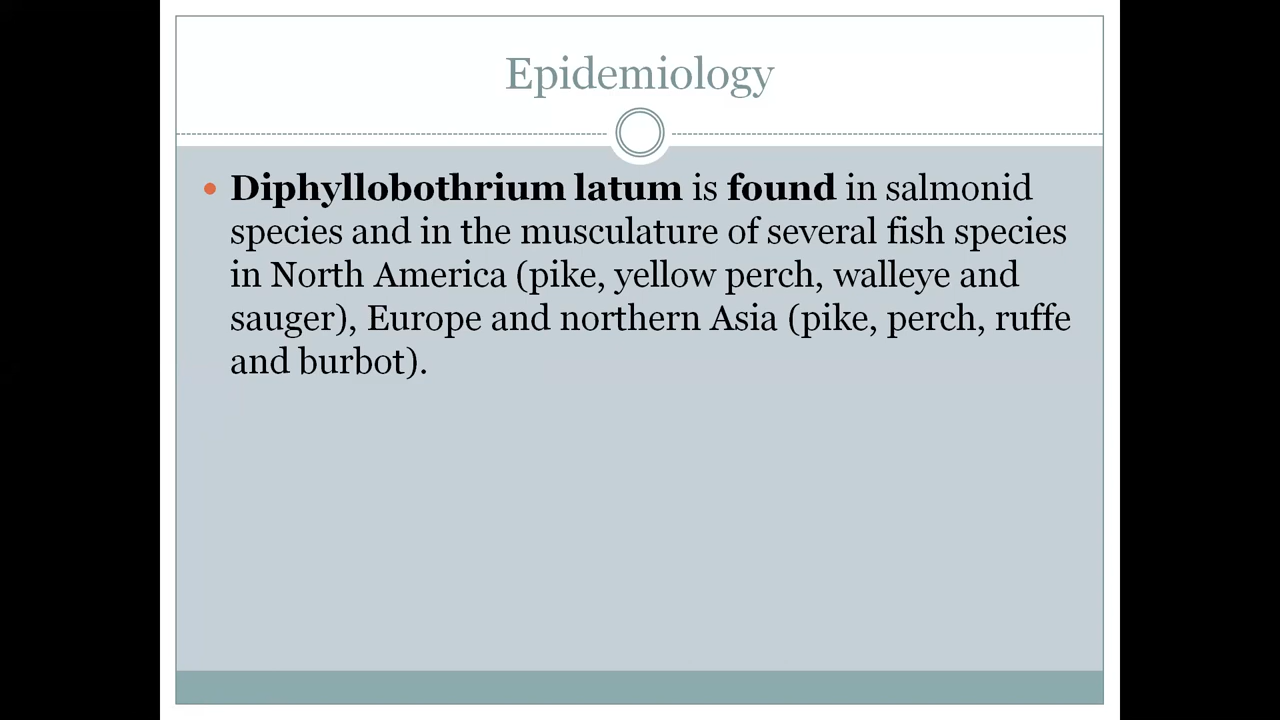 Epidemiology
• Diphyllobothrium latum is found in salmonid
species and in the musculature of several fish species
in North America (pike, yellow perch, walleye and
sauger), Europe and northern Asia (pike, perch, ruffe
and burbot).